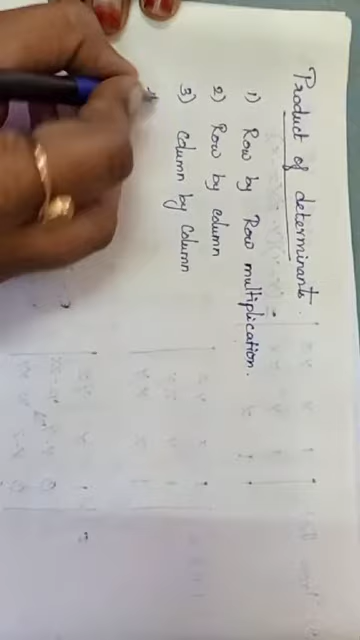 Product of determinants.
1) Row by Row multiplication.
2) Row by column
3) column by column